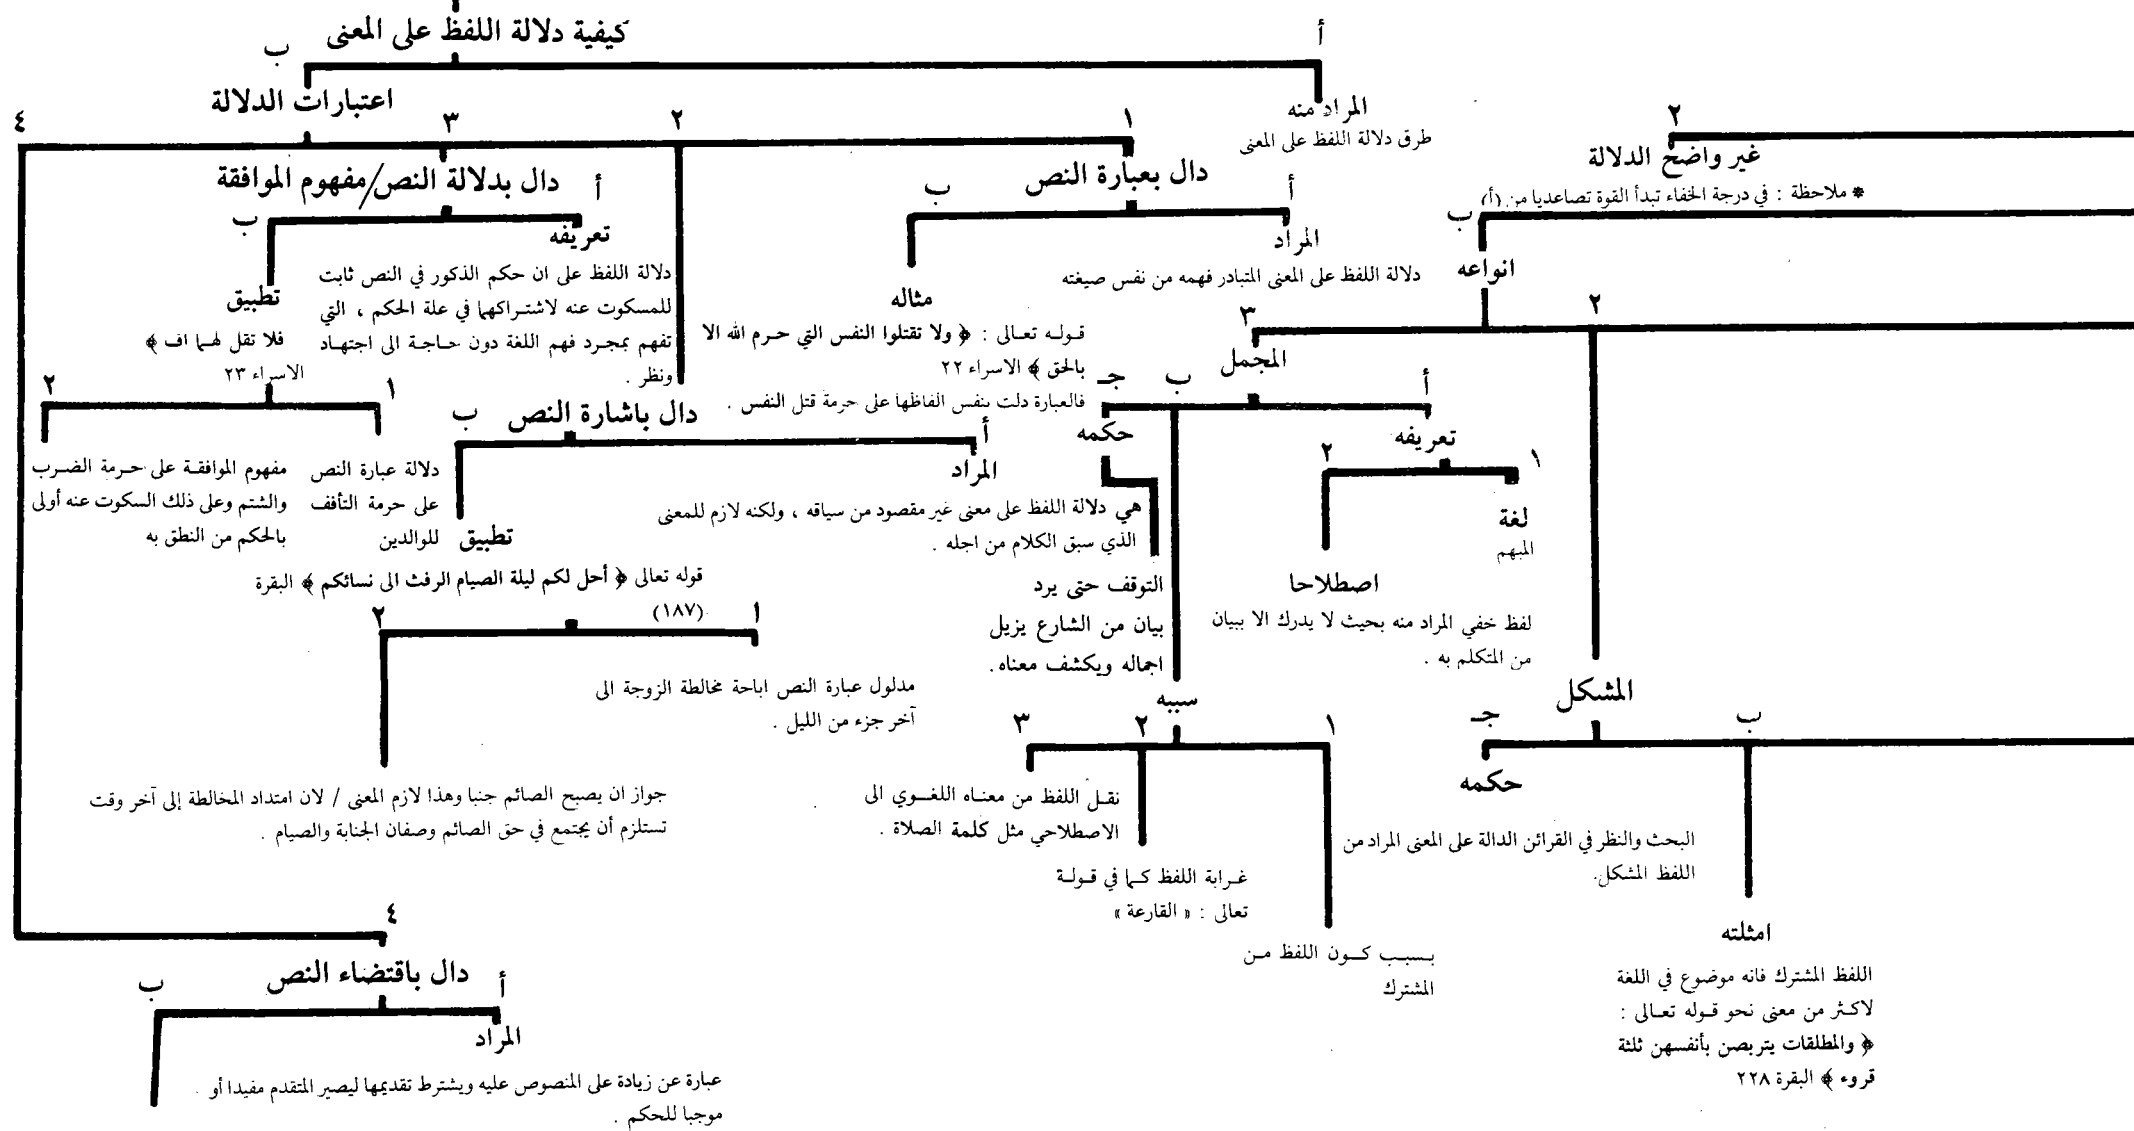 كيفية دلالة اللفظ على المعنى
أ
ب
المراد منه
طرق دلالة اللفظ على المعنى
اعتبارات الدلالة
١
٢
٣
٤
دال بعبارة النص
أ
ب
المراد
دلالة اللفظ على المعنى المتبادر فهمه من نفس صيغته
مثاله
قوله تعالى : ﴿ ولا تقتلوا النفس التي حرم الله الا
بالحق ﴾ الاسراء ٢٢
فالعبارة دلت بنفس الفاظها على حرمة قتل النفس .
دال باشارة النص
أ
ب
المراد
هي دلالة اللفظ على معنى غير مقصود من سياقه ، ولكنه لازم للمعنى
الذي سبق الكلام من اجله .
تطبيق
قوله تعالى ﴿ أحل لكم ليلة الصيام الرفث الى نسائكم ﴾ البقرة
(١٨٧)
١
٢
مدلول عبارة النص اباحة مخالطة الزوجة الى
آخر جزء من الليل .
جواز ان يصبح الصائم جنبا وهذا لازم المعنى / لان امتداد المخالطة إلى آخر وقت
تستلزم أن يجتمع في حق الصائم وصفان الجنابة والصيام .
دال بدلالة النص/مفهوم الموافقة
أ
ب
تعريفه
دلالة اللفظ على ان حكم الذكور في النص ثابت
للمسكوت عنه لاشتراكهما في علة الحكم ، التي
تفهم بمجرد فهم اللغة دون حاجة الى اجتهاد
ونظر .
تطبيق
فلا تقل لهما اف ﴾
الاسراء ٢٣
١
٢
دلالة عبارة النص
على حرمة التأفف
للوالدين
مفهوم الموافقة على حرمة الضرب
والشتم وعلى ذلك السكوت عنه أولى
بالحكم من النطق به
٤
دال باقتضاء النص
أ
ب
المراد
عبارة عن زيادة على المنصوص عليه ويشترط تقديمها ليصير المتقدم مفيدا أو
موجبا للحكم .
٢
غير واضح الدلالة
* ملاحظة : في درجة الخفاء تبدأ القوة تصاعديا من (أ)
ب
انواعه
٢
٣
المجمل
أ
ب
جـ
تعريفه
١
٢
لغة
المبهم
اصطلاحا
لفظ خفي المراد منه بحيث لا يدرك الا ببيان
من المتكلم به .
حكمه
التوقف حتى يرد
بيان من الشارع يزيل
اجماله ويكشف معناه.
سببه
١
٢
٣
بسبب كون اللفظ من
المشترك
غرابة اللفظ كما في قولة
تعالى : « القارعة »
نقل اللفظ من معناه اللغوي الى
الاصطلاحي مثل كلمة الصلاة .
المشكل
ب
جـ
امثلته
اللفظ المشترك فانه موضوع في اللغة
لاكثر من معنى نحو قوله تعالى :
﴿ والمطلقات يتربصن بأنفسهن ثلثة
قروء ﴾ البقرة ٢٢٨
حكمه
البحث والنظر في القرائن الدالة على المعنى المراد من
اللفظ المشكل.